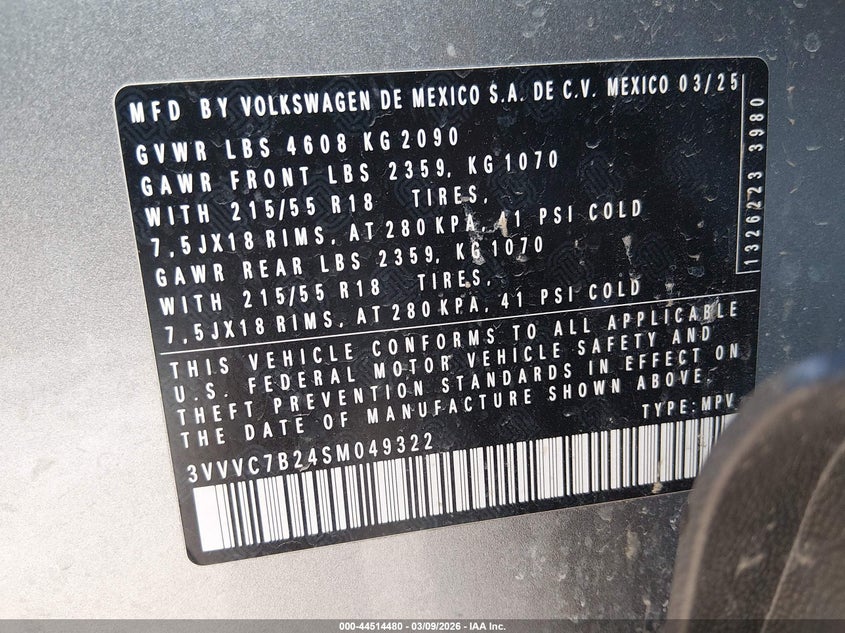 MFD BY VOLKSWAGEN DE MEXICO S.A. DE C.V. MEXICO 03/25
GVWR LBS 4608 KG 2090
GAWR FRONT LBS 2359, KG 1070
WITH 215/55 R18 TIRES,
7,5JX18 RIMS, AT 280 KPA, 41 PSI COLD
GAWR REAR LBS 2359, KG 1070
WITH 215/55 R18 TIRES,
7,5JX18 RIMS, AT 280 KPA, 41 PSI COLD
1326223 3980
THIS VEHICLE CONFORMS TO ALL APPLICABLE
U.S. FEDERAL MOTOR VEHICLE SAFETY AND
THEFT PREVENTION STANDARDS IN EFFECT ON
THE DATE OF MANUFACTURE SHOWN ABOVE.
TYPE: MPV
3VVVC7B24SM049322
000-44514480 - 03/09/2026 - IAA Inc.